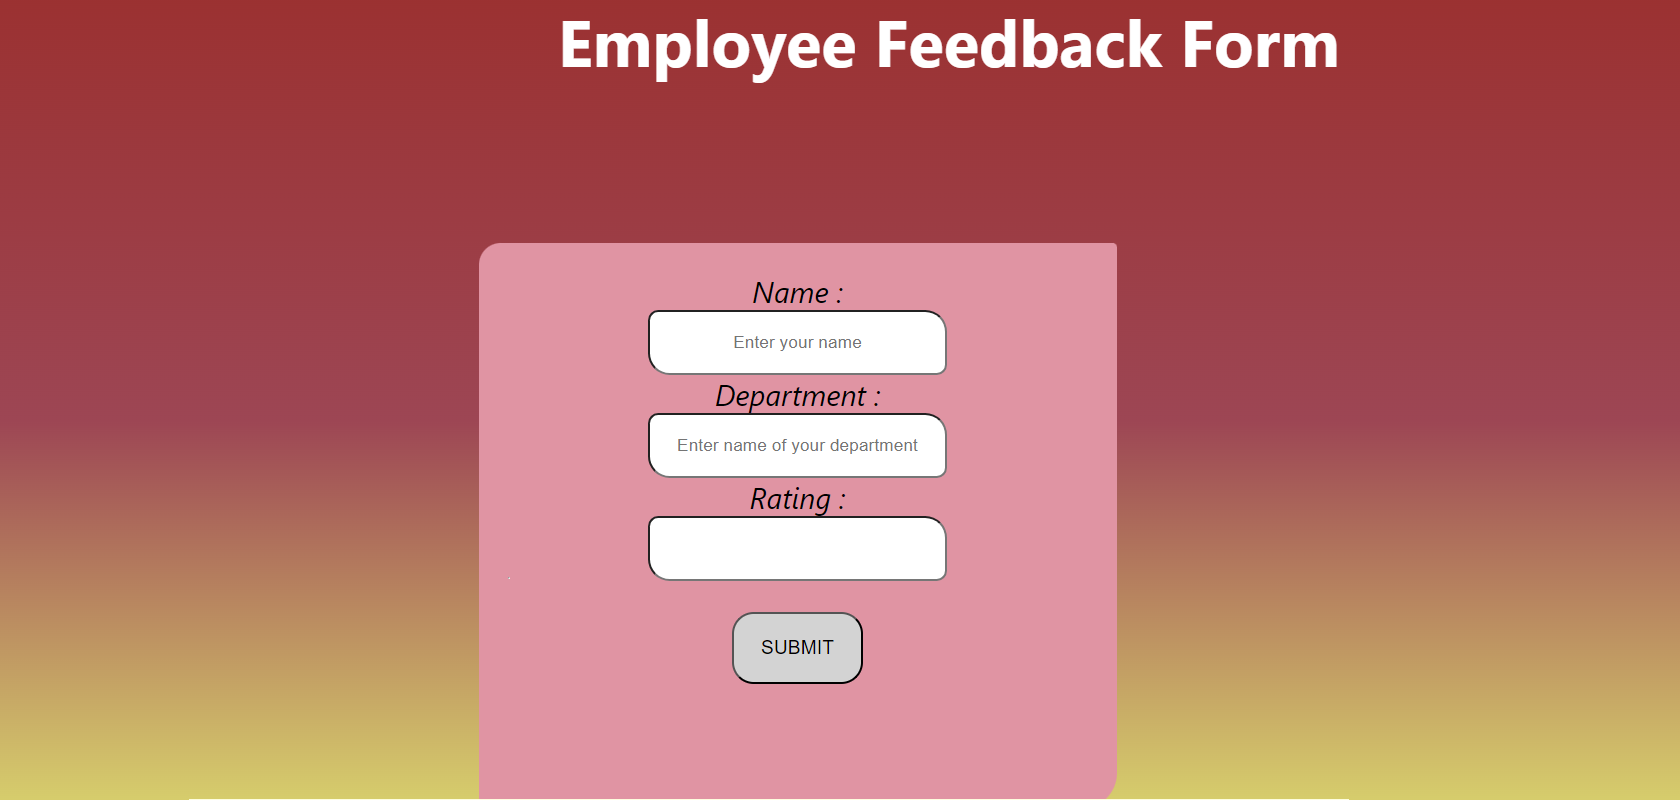 Employee Feedback Form
Name :
Enter your name
Department :
Enter name of your department
Rating :
SUBMIT